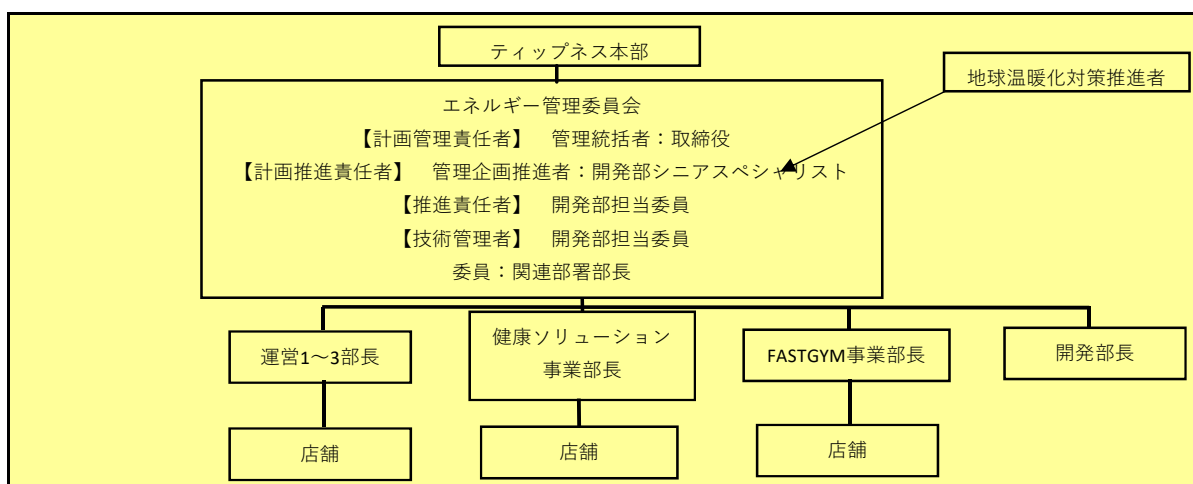 ティップネス本部
地球温暖化対策推進者
エネルギー管理委員会
【計画管理責任者】　管理統括者：取締役
【計画推進責任者】　管理企画推進者：開発部シニアスペシャリスト
【推進責任者】　開発部担当委員
【技術管理者】　開発部担当委員
委員：関連部署部長
運営1～3部長
健康ソリューション
事業部長
FASTGYM事業部長
開発部長
店舗
店舗
店舗